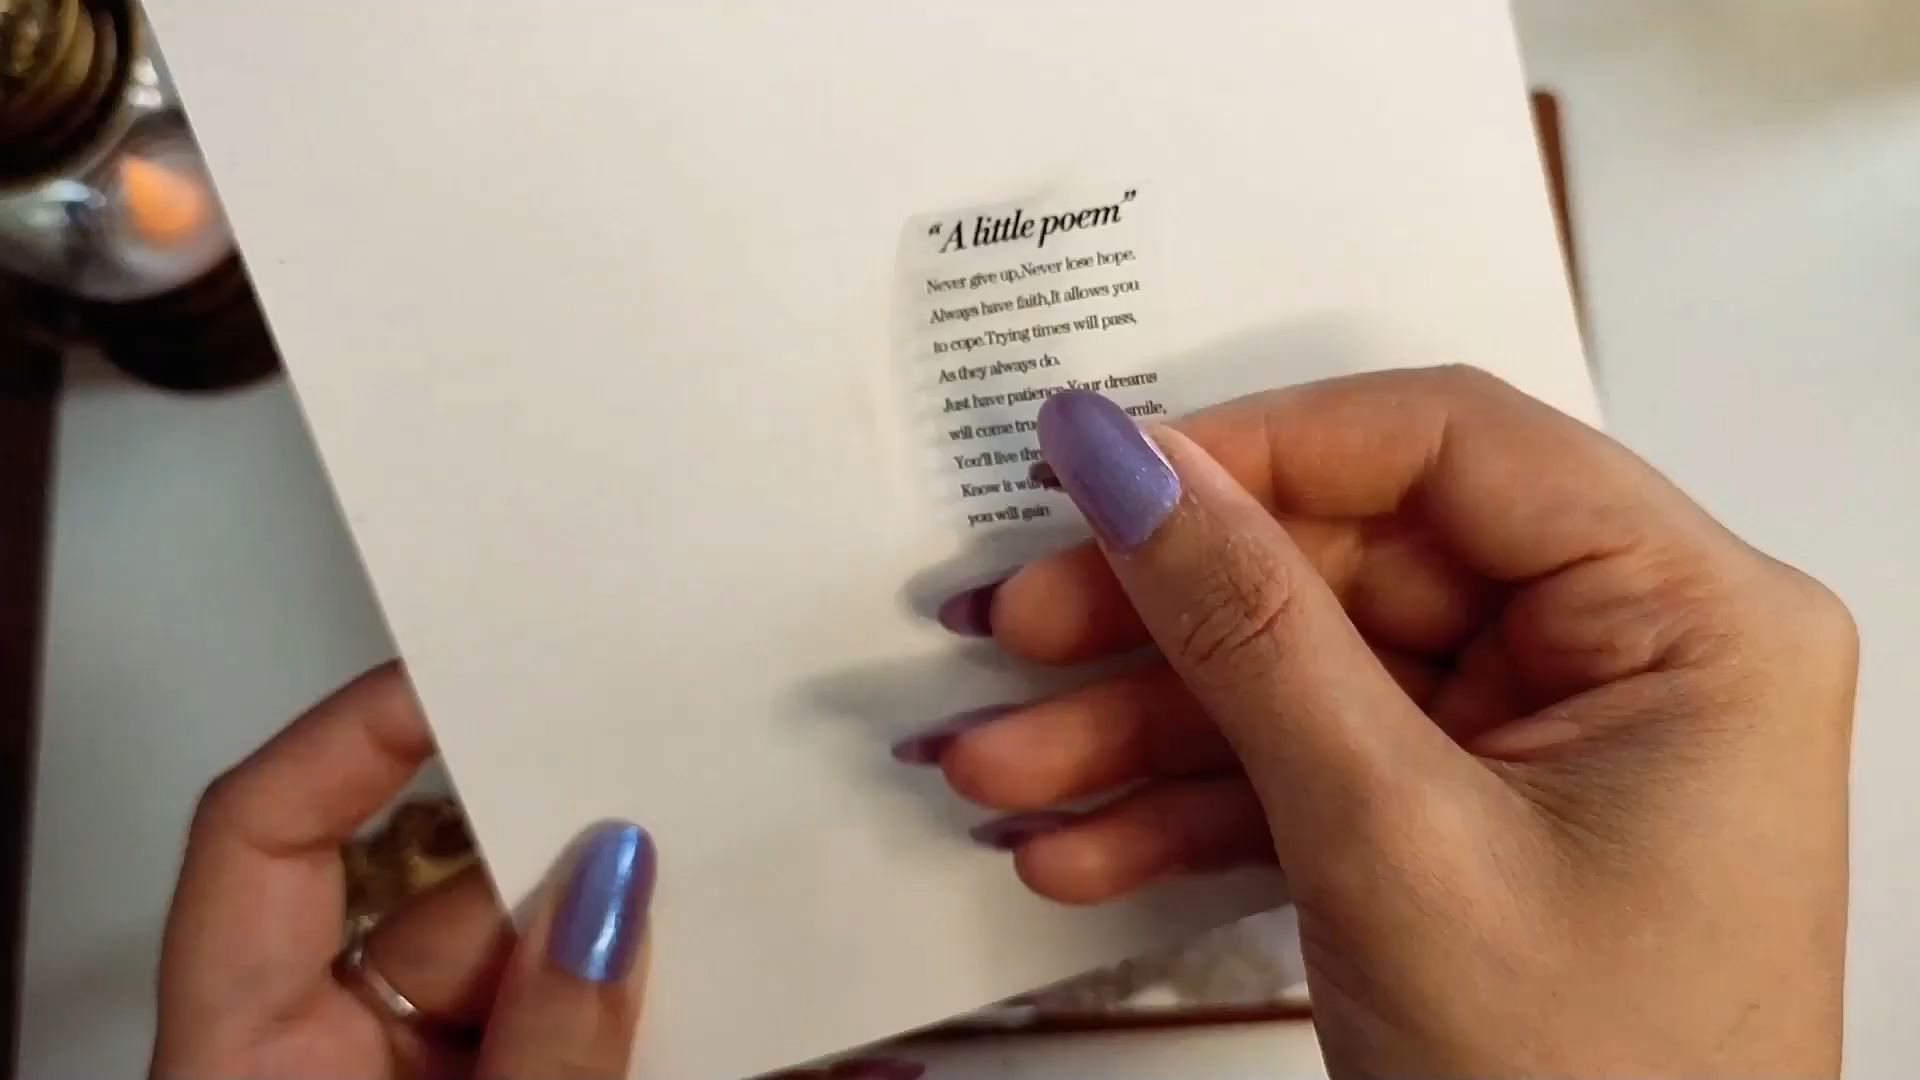 “A little poem”
Never give up,Never lose hope.
Always have faith,It allows you
to cope.Trying times will pass,
As they always do.
Just have patience,Your dreams
will come smile,
You'll live
Know it will
you will gain